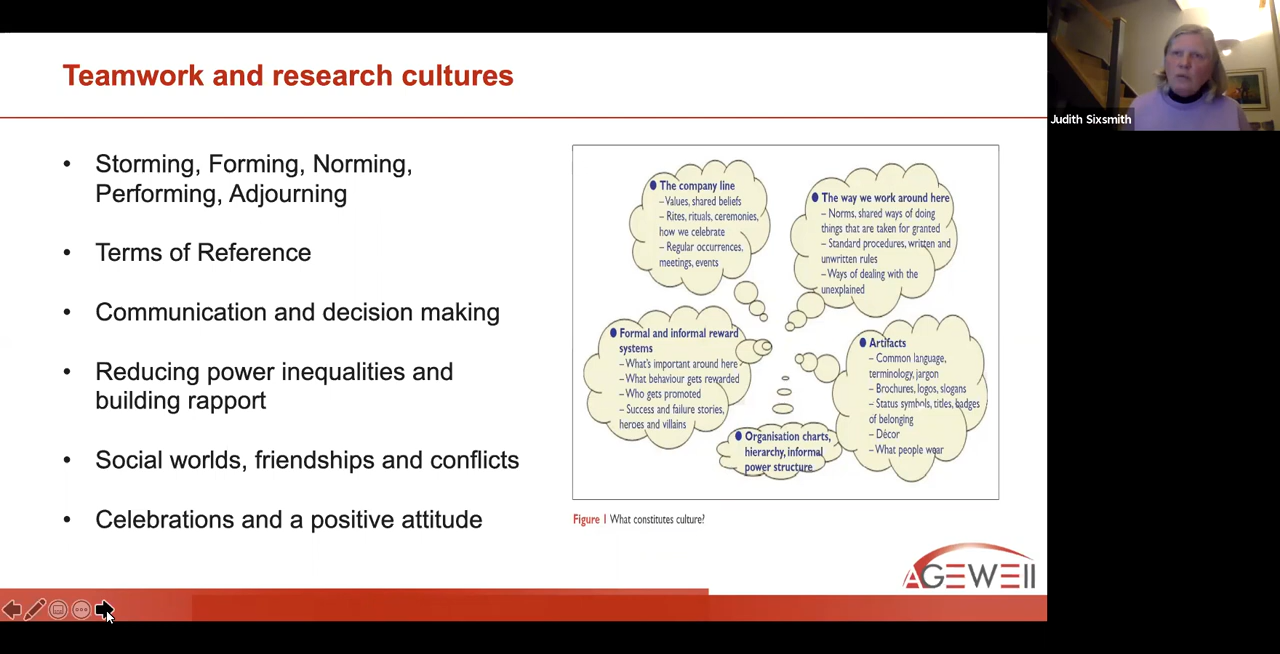 Teamwork and research cultures
• Storming, Forming, Norming,
Performing, Adjourning
• Terms of Reference
• Communication and decision making
• Reducing power inequalities and
building rapport
• Social worlds, friendships and conflicts
• Celebrations and a positive attitude
The company line
– Values, shared beliefs
– Rites, rituals, ceremonies,
how we celebrate
– Regular occurrences,
meetings, events
The way we work around here
– Norms, shared ways of doing
things that are taken for granted
– Standard procedures, written and
unwritten rules
– Ways of dealing with the
unexplained
Formal and informal reward
systems
– What's important around here
– What behaviour gets rewarded
– Who gets promoted
– Success and failure stories,
heroes and villains
Artifacts
– Common language,
terminology, jargon
– Brochures, logos, slogans
– Status symbols, titles, badges
of belonging
– Décor
– What people wear
Organisation charts,
hierarchy, informal
power structure
Figure 1 What constitutes culture?
AGEWELL
Judith Sixsmith